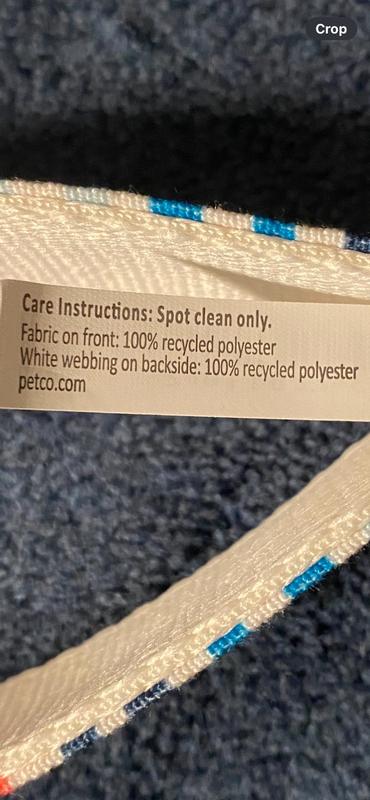 Crop
Care Instructions: Spot clean only.
Fabric on front: 100% recycled polyester
White webbing on backside: 100% recycled polyester
petco.com